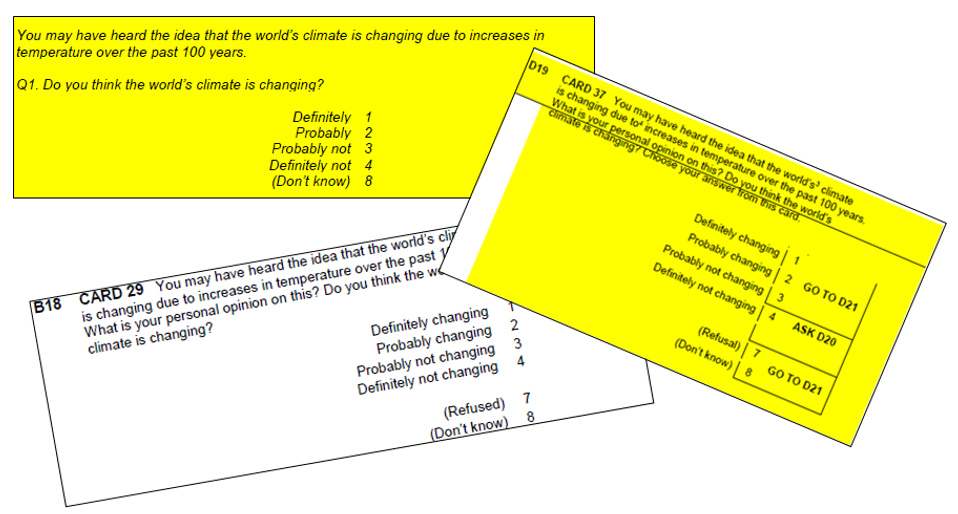 You may have heard the idea that the world's climate is changing due to increases in
temperature over the past 100 years.
Q1. Do you think the world's climate is changing?
Definitely 1
Probably 2
Probably not 3
Definitely not 4
(Don't know) 8
D19 CARD 37 You may have heard the idea that the world's³ climate
is changing due to⁴ increases in temperature over the past 100 years.
What is your personal opinion on this? Do you think the world's
climate is changing? Choose your answer from this card.
Definitely changing 1
Probably changing 2 GO TO D21
Probably not changing 3
Definitely not changing 4 ASK D20
(Refusal) 7 GO TO D21
(Don't know) 8
B18 CARD 29 You may have heard the idea that the world's
is changing due to increases in temperature over the past
What is your personal opinion on this? Do you think the
climate is changing?
Definitely changing 1
Probably changing 2
Probably not changing 3
Definitely not changing 4
(Refused) 7
(Don't know) 8